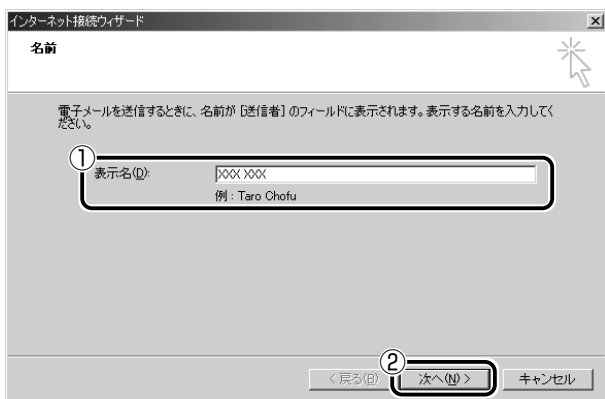 インターネット接続ウィザード
名前
電子メールを送信するときに、名前が [送信者] のフィールドに表示されます。表示する名前を入力してく
ださい。
①
表示名(D): XXX XXX
例 : Taro Chofu
②
< 戻る(B) 次へ(N) > キャンセル